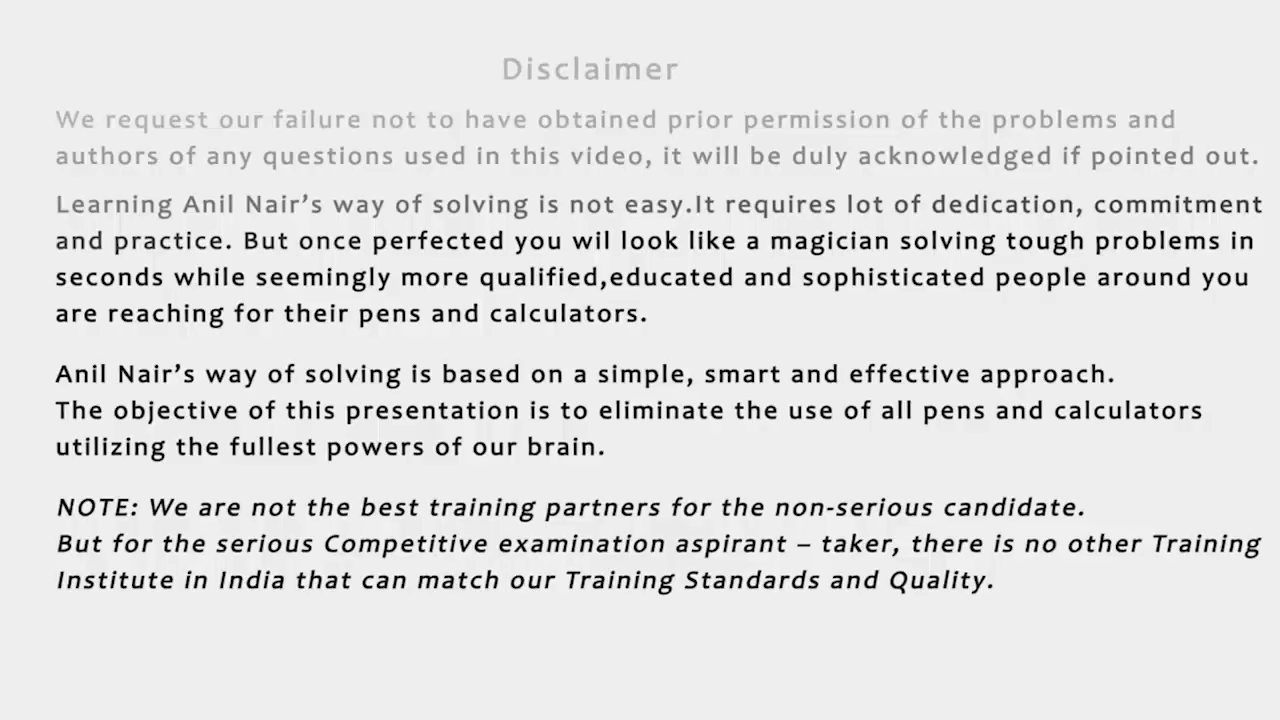 Disclaimer
We request our failure not to have obtained prior permission of the problems and
authors of any questions used in this video, it will be duly acknowledged if pointed out.
Learning Anil Nair’s way of solving is not easy.It requires lot of dedication, commitment
and practice. But once perfected you wil look like a magician solving tough problems in
seconds while seemingly more qualified,educated and sophisticated people around you
are reaching for their pens and calculators.
Anil Nair’s way of solving is based on a simple, smart and effective approach.
The objective of this presentation is to eliminate the use of all pens and calculators
utilizing the fullest powers of our brain.
NOTE: We are not the best training partners for the non-serious candidate.
But for the serious Competitive examination aspirant – taker, there is no other Training
Institute in India that can match our Training Standards and Quality.